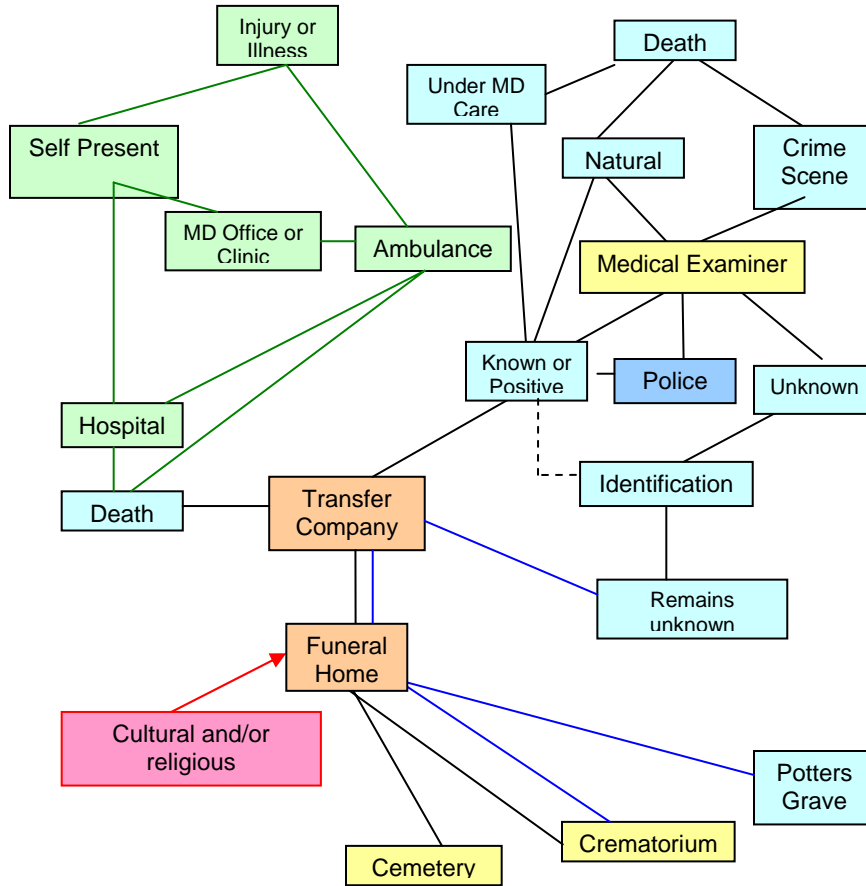 Injury or
Illness
Death
Under MD
Care
Self Present
Natural
Crime
Scene
MD Office or
Clinic
Ambulance
Medical Examiner
Known or
Positive
Police
Unknown
Hospital
Identification
Death
Transfer
Company
Remains
unknown
Funeral
Home
Cultural and/or
religious
Potters
Grave
Crematorium
Cemetery